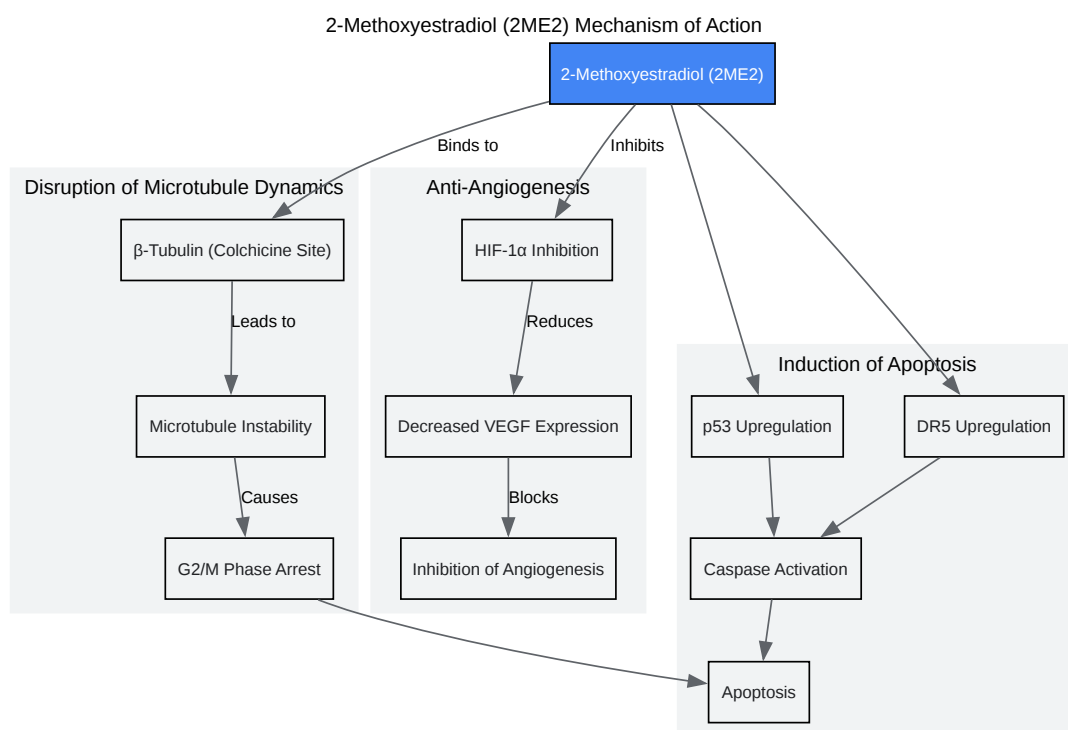 2-Methoxyestradiol (2ME2) Mechanism of Action
2-Methoxyestradiol (2ME2)
Binds to
Inhibits
Disruption of Microtubule Dynamics
β-Tubulin (Colchicine Site)
Leads to
Microtubule Instability
Causes
G2/M Phase Arrest
Anti-Angiogenesis
HIF-1α Inhibition
Reduces
Decreased VEGF Expression
Blocks
Inhibition of Angiogenesis
Induction of Apoptosis
p53 Upregulation
DR5 Upregulation
Caspase Activation
Apoptosis